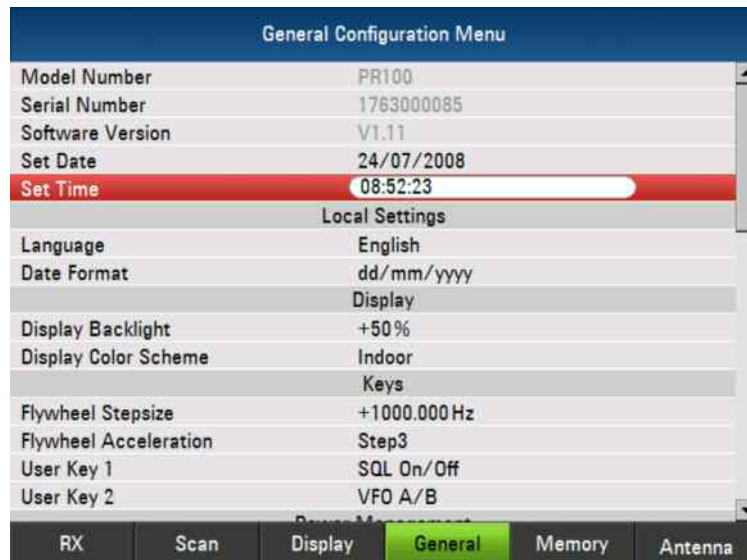 General Configuration Menu
Model Number PR100
Serial Number 1763000085
Software Version V1.11
Set Date 24/07/2008
Set Time 08:52:23
Local Settings
Language English
Date Format dd/mm/yyyy
Display
Display Backlight +50%
Display Color Scheme Indoor
Keys
Flywheel Stepsize +1000.000 Hz
Flywheel Acceleration Step3
User Key 1 SQL On/Off
User Key 2 VFO A/B
Power Management
RX Scan Display General Memory Antenna